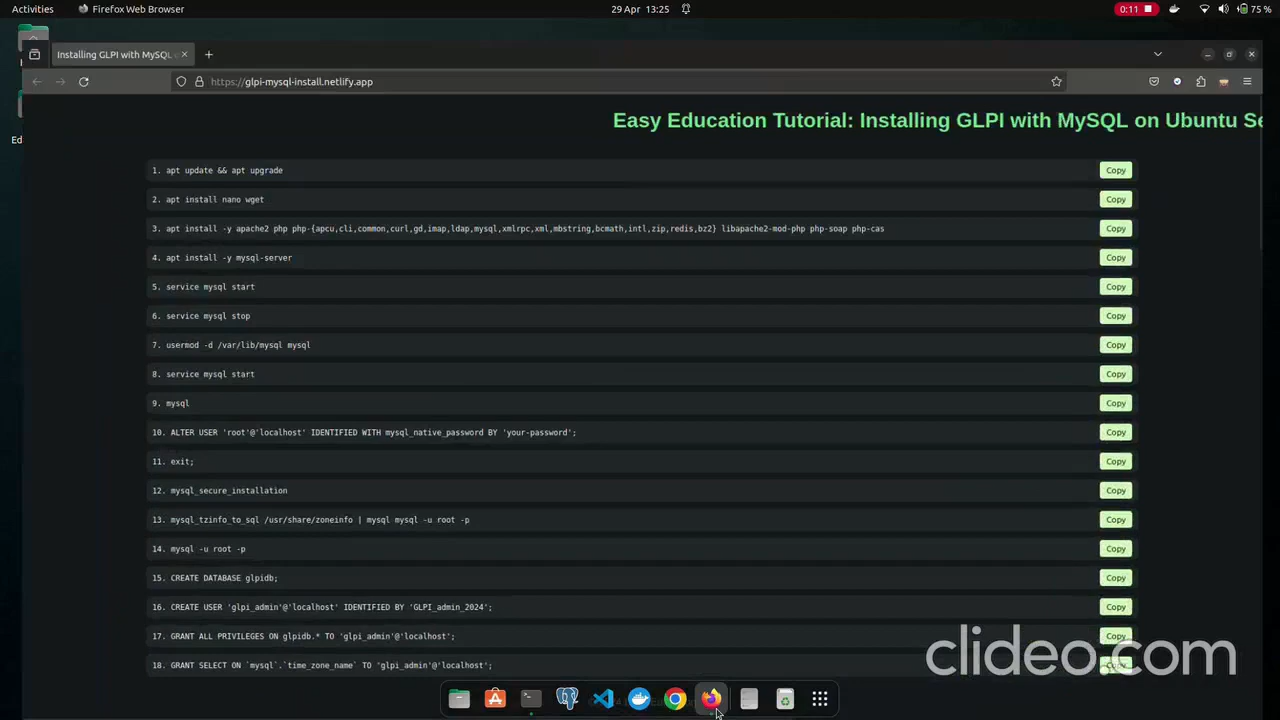 Activities Firefox Web Browser 29 Apr 13:25 0:11 75 %
Installing GLPI with MySQL
https://glpi-mysql-install.netlify.app
Easy Education Tutorial: Installing GLPI with MySQL on Ubuntu Se
1. apt update && apt upgrade Copy
2. apt install nano wget Copy
3. apt install -y apache2 php php-{apcu,cli,common,curl,gd,imap,ldap,mysql,xmlrpc,xml,mbstring,bcmath,intl,zip,redis,bz2} libapache2-mod-php php-soap php-cas Copy
4. apt install -y mysql-server Copy
5. service mysql start Copy
6. service mysql stop Copy
7. usermod -d /var/lib/mysql mysql Copy
8. service mysql start Copy
9. mysql Copy
10. ALTER USER 'root'@'localhost' IDENTIFIED WITH mysql_native_password BY 'your-password'; Copy
11. exit; Copy
12. mysql_secure_installation Copy
13. mysql_tzinfo_to_sql /usr/share/zoneinfo | mysql mysql -u root -p Copy
14. mysql -u root -p Copy
15. CREATE DATABASE glpidb; Copy
16. CREATE USER 'glpi_admin'@'localhost' IDENTIFIED BY 'GLPI_admin_2024'; Copy
17. GRANT ALL PRIVILEGES ON glpidb.* TO 'glpi_admin'@'localhost'; Copy
18. GRANT SELECT ON `mysql`.`time_zone_name` TO 'glpi_admin'@'localhost'; Copy
clideo.com